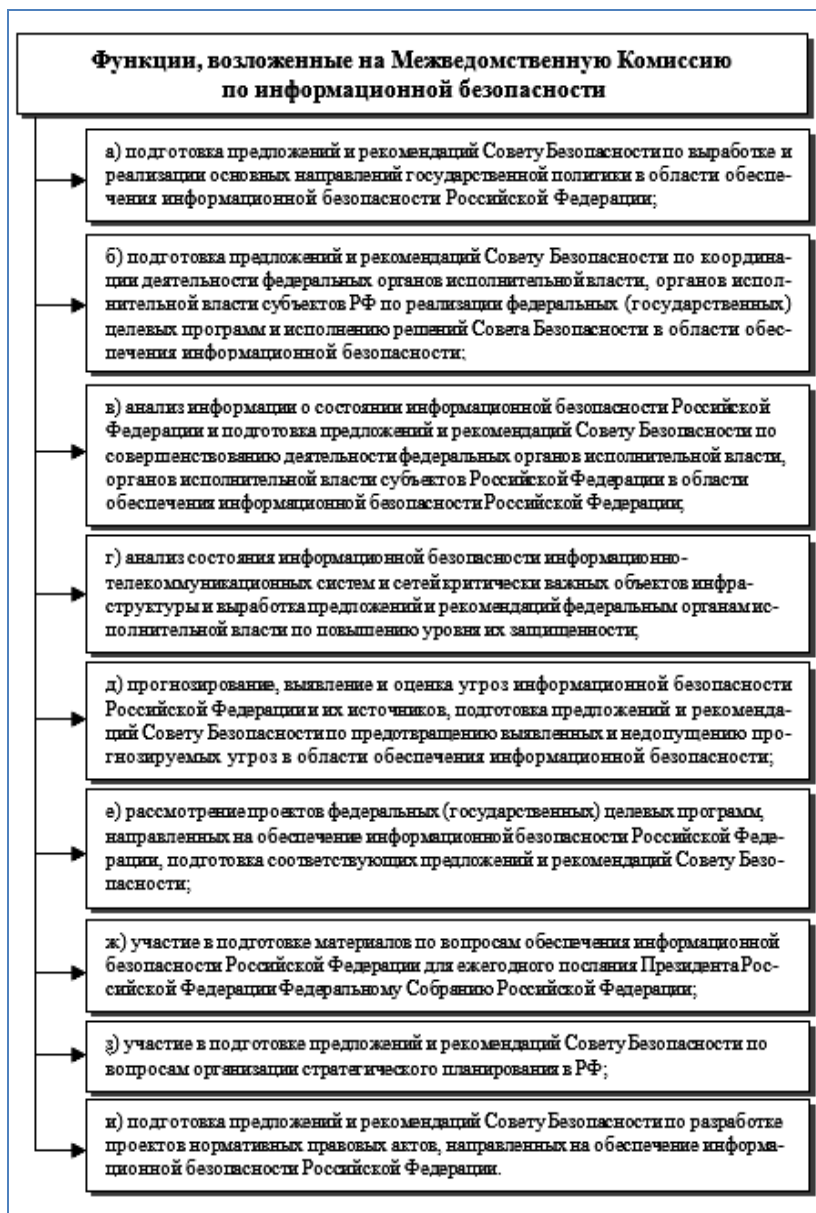 Функции, возложенные на Межведомственную Комиссию
по информационной безопасности
а) подготовка предложений и рекомендаций Совету Безопасности по выработке и
реализации основных направлений государственной политики в области обеспе-
чения информационной безопасности Российской Федерации;
б) подготовка предложений и рекомендаций Совету Безопасности по координа-
ции деятельности федеральных органов исполнительной власти, органов испол-
нительной власти субъектов РФ по реализации федеральных (государственных)
целевых программ и исполнению решений Совета Безопасности в области обес-
печения информационной безопасности;
в) анализ информации о состоянии информационной безопасности Российской
Федерации и подготовка предложений и рекомендаций Совету Безопасности по
совершенствованию деятельности федеральных органов исполнительной власти,
органов исполнительной власти субъектов Российской Федерации в области
обеспечения информационной безопасности Российской Федерации;
г) анализ состояния информационной безопасности информационно-
телекоммуникационных систем и сетей критически важных объектов инфра-
структуры и выработка предложений и рекомендаций федеральным органам ис-
полнительной власти по повышению уровня их защищенности;
д) прогнозирование, выявление и оценка угроз информационной безопасности
Российской Федерации и их источников, подготовка предложений и рекоменда-
ций Совету Безопасности по предотвращению выявленных и недопущению про-
гнозируемых угроз в области обеспечения информационной безопасности;
е) рассмотрение проектов федеральных (государственных) целевых программ,
направленных на обеспечение информационной безопасности Российской Феде-
рации, подготовка соответствующих предложений и рекомендаций Совету Безо-
пасности;
ж) участие в подготовке материалов по вопросам обеспечения информационной
безопасности Российской Федерации для ежегодного послания Президента Рос-
сийской Федерации Федеральному Собранию Российской Федерации;
з) участие в подготовке предложений и рекомендаций Совету Безопасности по
вопросам организации стратегического планирования в РФ;
и) подготовка предложений и рекомендаций Совету Безопасности по разработке
проектов нормативных правовых актов, направленных на обеспечение информа-
ционной безопасности Российской Федерации.